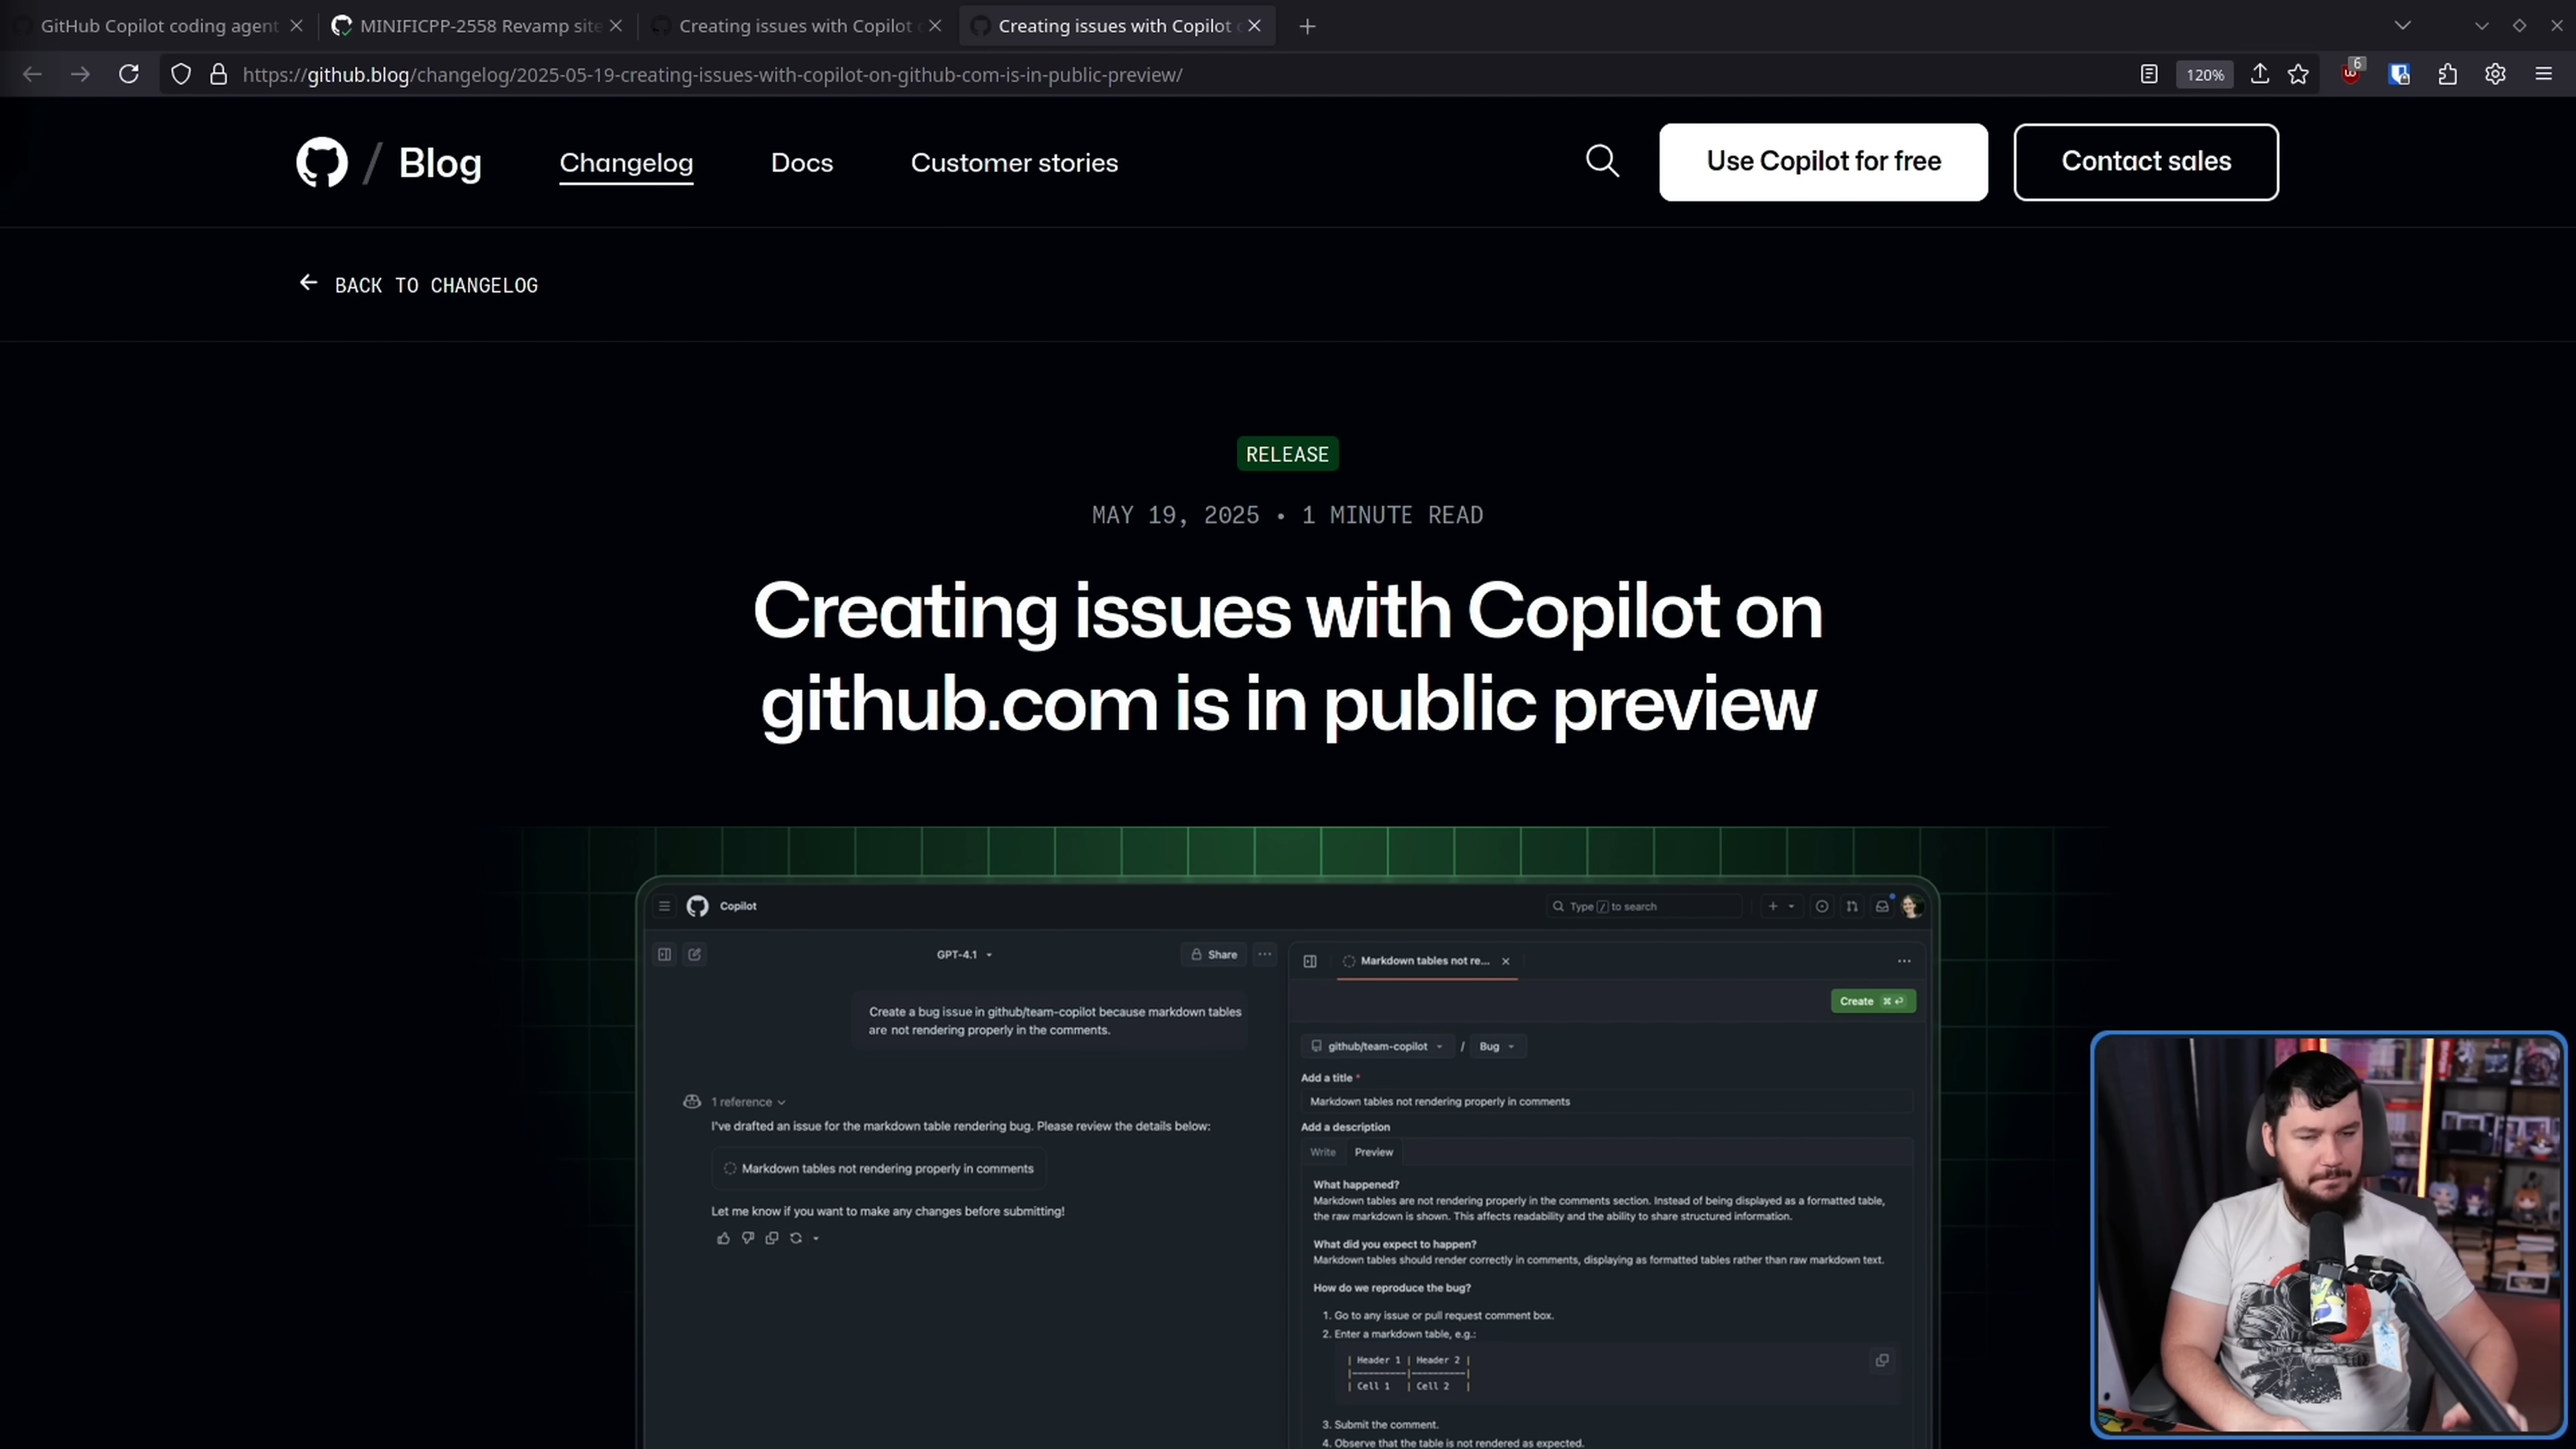 GitHub Copilot coding agent
MINIFICPP-2558 Revamp site
Creating issues with Copilot
Creating issues with Copilot
https://github.blog/changelog/2025-05-19-creating-issues-with-copilot-on-github-com-is-in-public-preview/
120%
6
/ Blog
Changelog
Docs
Customer stories
Use Copilot for free
Contact sales
← BACK TO CHANGELOG
RELEASE
MAY 19, 2025 • 1 MINUTE READ
Creating issues with Copilot on
github.com is in public preview
Copilot
Type / to search
GPT-4.1
Share
Create a bug issue in github/team-copilot because markdown tables
are not rendering properly in the comments.
1 reference
I've drafted an issue for the markdown table rendering bug. Please review the details below:
Markdown tables not rendering properly in comments
Let me know if you want to make any changes before submitting!
Markdown tables not re...
Create ⌘ ⏎
github/team-copilot / Bug
Add a title *
Markdown tables not rendering properly in comments
Add a description
Write Preview
What happened?
Markdown tables are not rendering properly in the comments section. Instead of being displayed as a formatted table,
the raw markdown is shown. This affects readability and the ability to share structured information.
What did you expect to happen?
Markdown tables should render correctly in comments, displaying as formatted tables rather than raw markdown text.
How do we reproduce the bug?
1. Go to any issue or pull request comment box.
2. Enter a markdown table, e.g.:
| Header 1 | Header 2 |
|----------|----------|
| Cell 1 | Cell 2 |
3. Submit the comment.
4. Observe that the table is not rendered as expected.